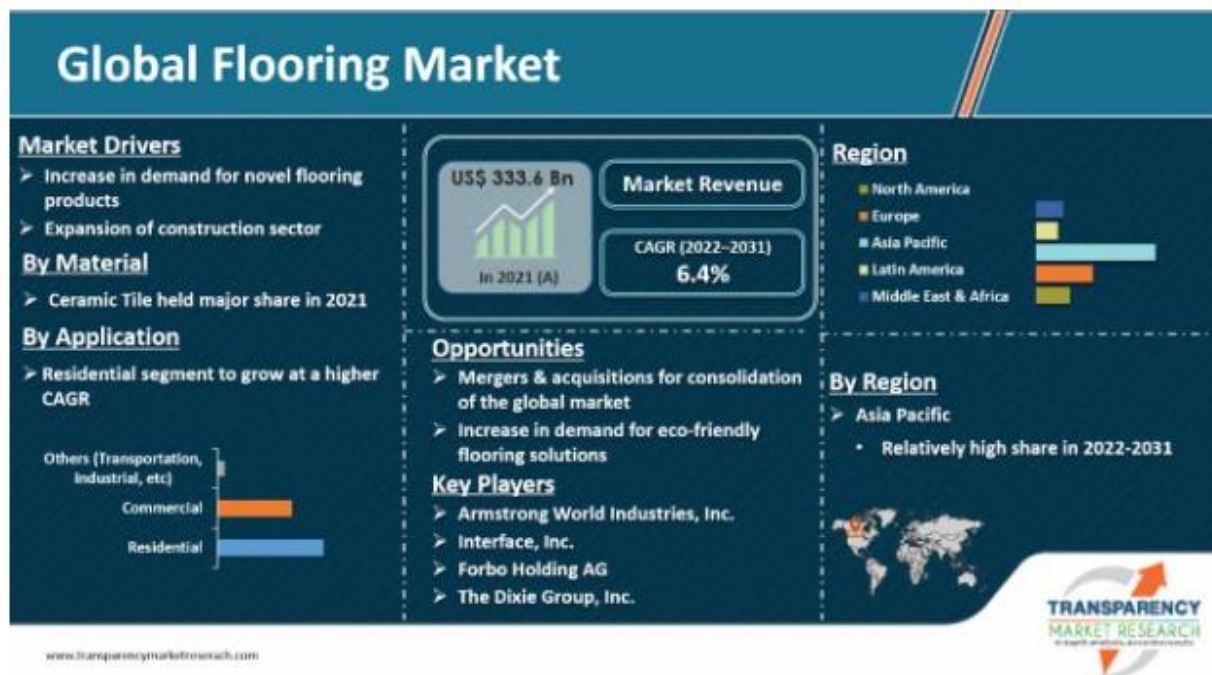 Global Flooring Market
Market Drivers
➢ Increase in demand for novel flooring
products
➢ Expansion of construction sector
By Material
➢ Ceramic Tile held major share in 2021
By Application
➢ Residential segment to grow at a higher
CAGR
Others (Transportation,
Industrial, etc)
Commercial
Residential
US$ 333.6 Bn
In 2021 (A)
Market Revenue
CAGR (2022–2031)
6.4%
Opportunities
➢ Mergers & acquisitions for consolidation
of the global market
➢ Increase in demand for eco-friendly
flooring solutions
Key Players
➢ Armstrong World Industries, Inc.
➢ Interface, Inc.
➢ Forbo Holding AG
➢ The Dixie Group, Inc.
Region
North America
Europe
Asia Pacific
Latin America
Middle East & Africa
By Region
➢ Asia Pacific
• Relatively high share in 2022-2031
TRANSPARENCY
MARKET RESEARCH